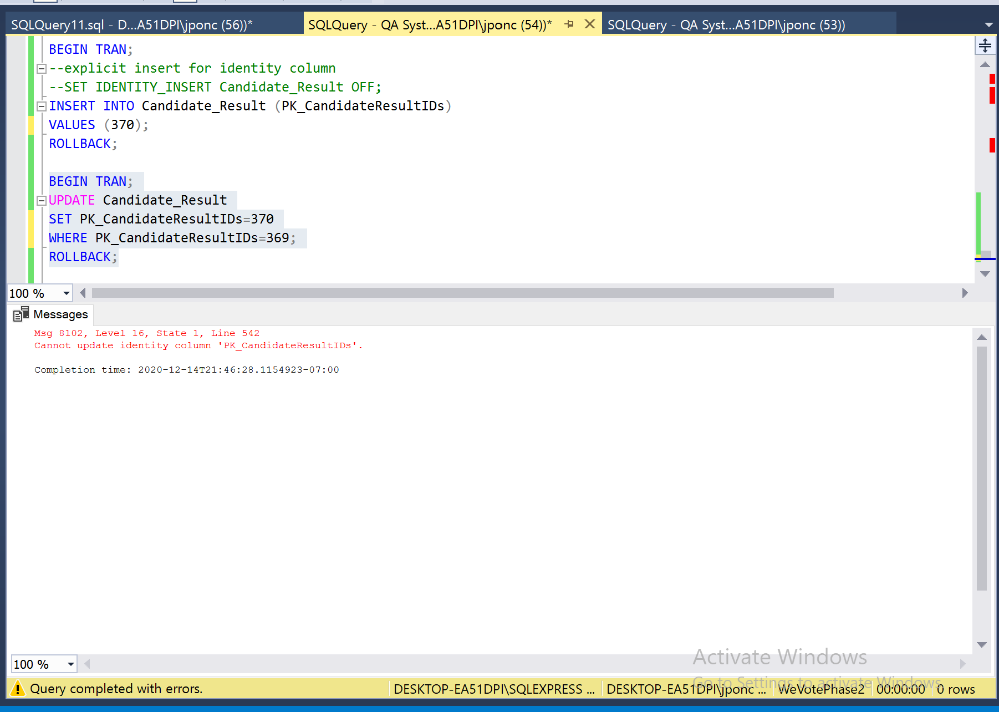 SQLQuery11.sql - D...A51DPI\jponc (56))*
SQLQuery - QA Syst...A51DPI\jponc (54))*
SQLQuery - QA Syst...A51DPI\jponc (53))
BEGIN TRAN;
--explicit insert for identity column
--SET IDENTITY_INSERT Candidate_Result OFF;
INSERT INTO Candidate_Result (PK_CandidateResultIDs)
VALUES (370);
ROLLBACK;
BEGIN TRAN;
UPDATE Candidate_Result
SET PK_CandidateResultIDs=370
WHERE PK_CandidateResultIDs=369;
ROLLBACK;
100 %
Messages
Msg 8102, Level 16, State 1, Line 542
Cannot update identity column 'PK_CandidateResultIDs'.
Completion time: 2020-12-14T21:46:28.1154923-07:00
Activate Windows
Go to Settings to activate Windows.
100 %
Query completed with errors.
DESKTOP-EA51DPI\SQLEXPRESS ...
DESKTOP-EA51DPI\jponc ...
WeVotePhase2
00:00:00
0 rows